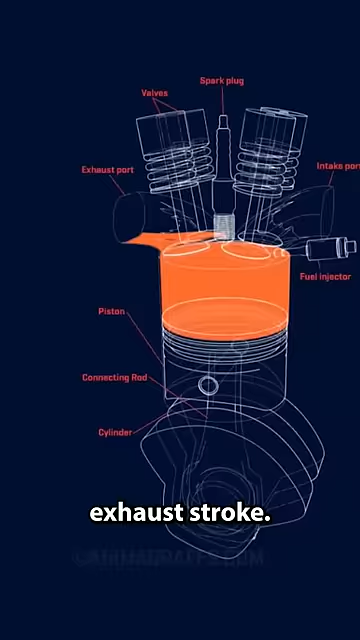 Spark plug
Valves
Exhaust port
Intake port
Fuel injector
Piston
Connecting Rod
Cylinder
exhaust stroke.